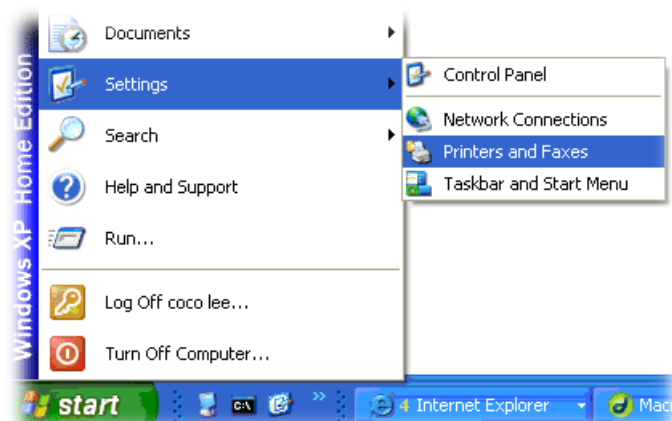 Windows XP Home Edition
Documents
Settings
Search
Help and Support
Run...
Log Off coco lee...
Turn Off Computer...
Control Panel
Network Connections
Printers and Faxes
Taskbar and Start Menu
start
C:\
»
4 Internet Explorer
Mac